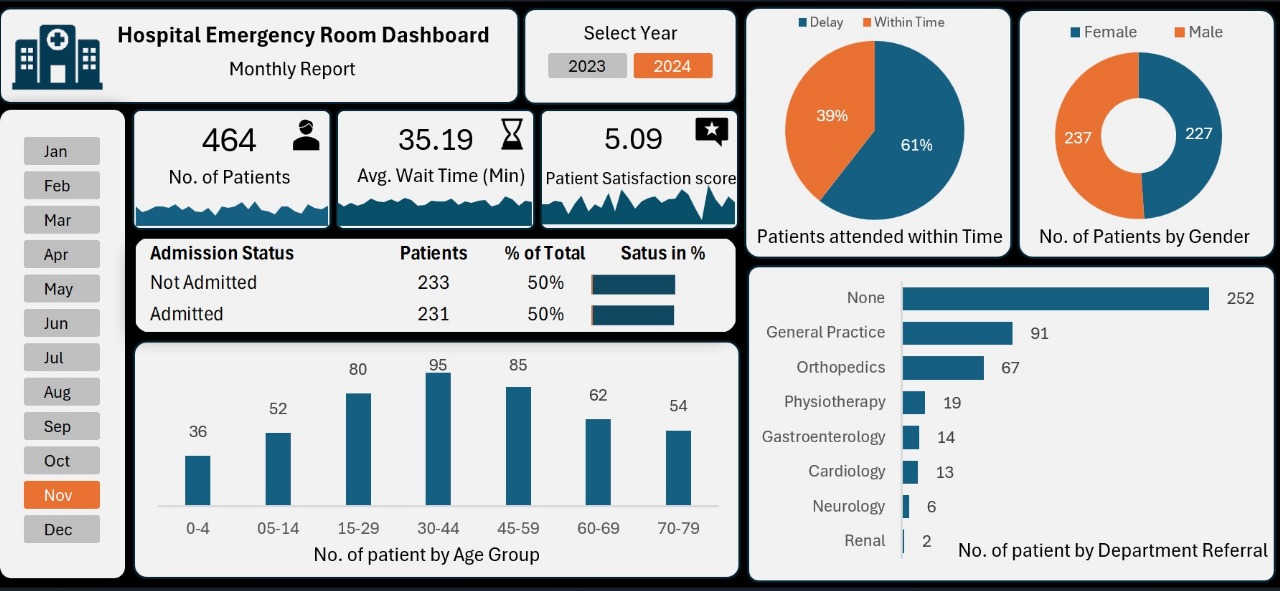 Hospital Emergency Room Dashboard
Monthly Report
Select Year
2023 2024
Jan
Feb
Mar
Apr
May
Jun
Jul
Aug
Sep
Oct
Nov
Dec
464
No. of Patients
35.19
Avg. Wait Time (Min)
5.09
Patient Satisfaction score
Admission Status Patients % of Total Satus in %
Not Admitted 233 50%
Admitted 231 50%
36 52 80 95 85 62 54
0-4 05-14 15-29 30-44 45-59 60-69 70-79
No. of patient by Age Group
Delay Within Time
39% 61%
Patients attended within Time
Female Male
237 227
No. of Patients by Gender
None 252
General Practice 91
Orthopedics 67
Physiotherapy 19
Gastroenterology 14
Cardiology 13
Neurology 6
Renal 2
No. of patient by Department Referral